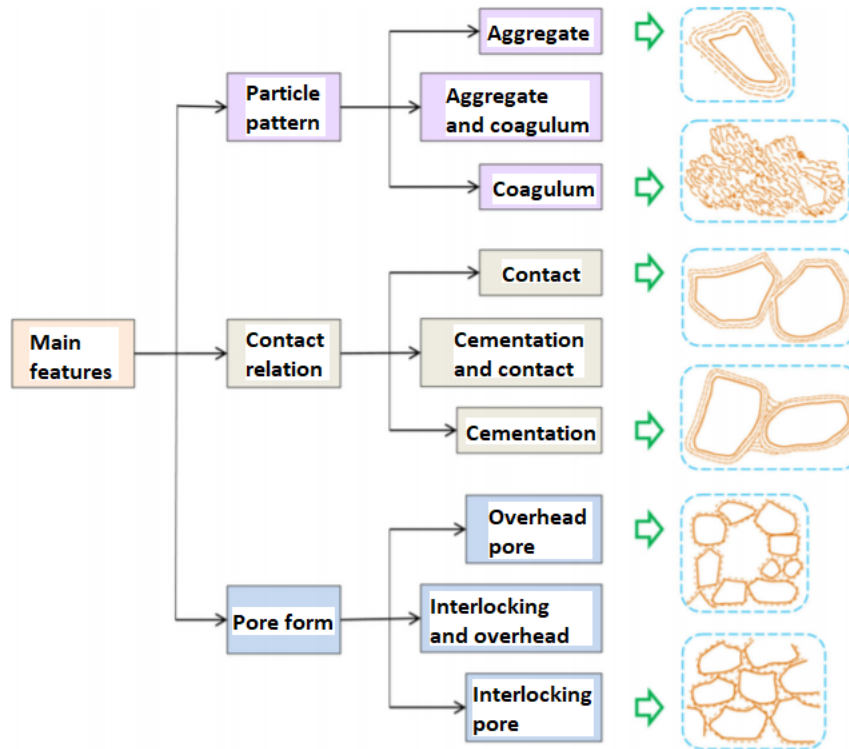 Main
features
Particle
pattern
Aggregate
Aggregate
and coagulum
Coagulum
Contact
relation
Contact
Cementation
and contact
Cementation
Pore form
Overhead
pore
Interlocking
and overhead
Interlocking
pore